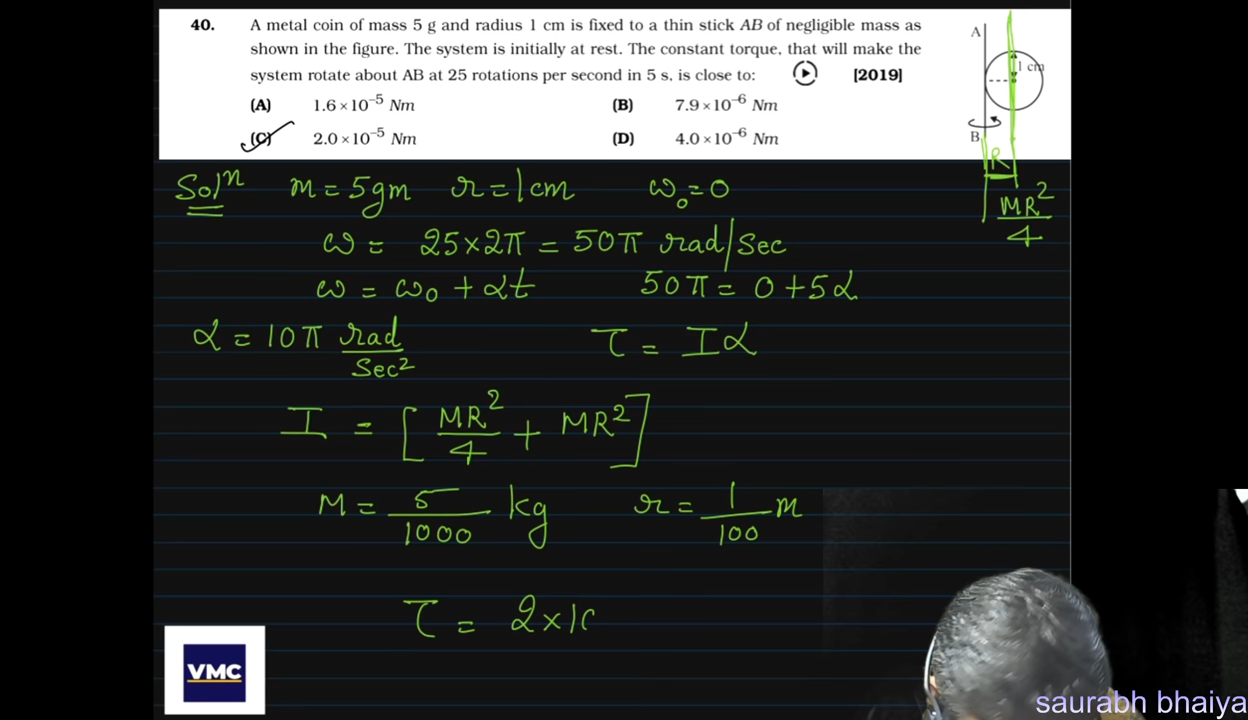 40. A metal coin of mass 5 g and radius 1 cm is fixed to a thin stick AB of negligible mass as
shown in the figure. The system is initially at rest. The constant torque, that will make the
system rotate about AB at 25 rotations per second in 5 s, is close to: [2019]
(A) 1.6 × 10⁻⁵ Nm (B) 7.9 × 10⁻⁶ Nm
(C) 2.0 × 10⁻⁵ Nm (D) 4.0 × 10⁻⁶ Nm
A
1 cm
B
R
MR²/4
Solⁿ m = 5gm r = 1cm ω₀ = 0
ω = 25×2π = 50π rad/Sec
ω = ω₀ + αt 50π = 0 + 5α
α = 10π rad/Sec² τ = Iα
I = [MR²/4 + MR²]
M = 5/1000 kg r = 1/100 m
τ = 2×10
VMC
saurabh bhaiya